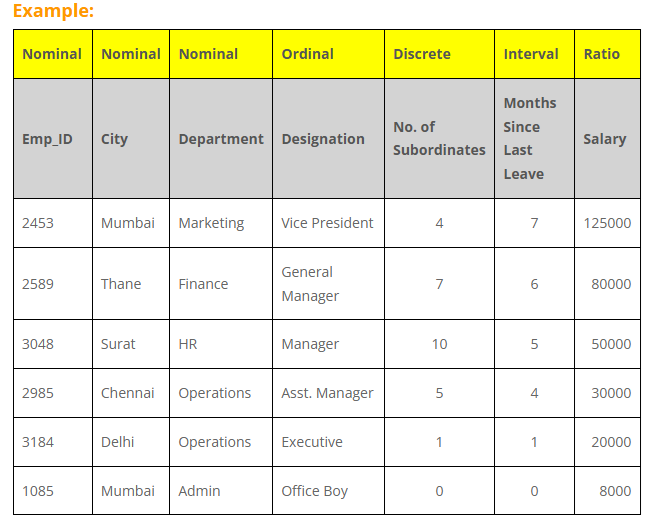 Example:
Nominal Nominal Nominal Ordinal Discrete Interval Ratio
Emp_ID City Department Designation No. of Subordinates Months Since Last Leave Salary
2453 Mumbai Marketing Vice President 4 7 125000
2589 Thane Finance General Manager 7 6 80000
3048 Surat HR Manager 10 5 50000
2985 Chennai Operations Asst. Manager 5 4 30000
3184 Delhi Operations Executive 1 1 20000
1085 Mumbai Admin Office Boy 0 0 8000